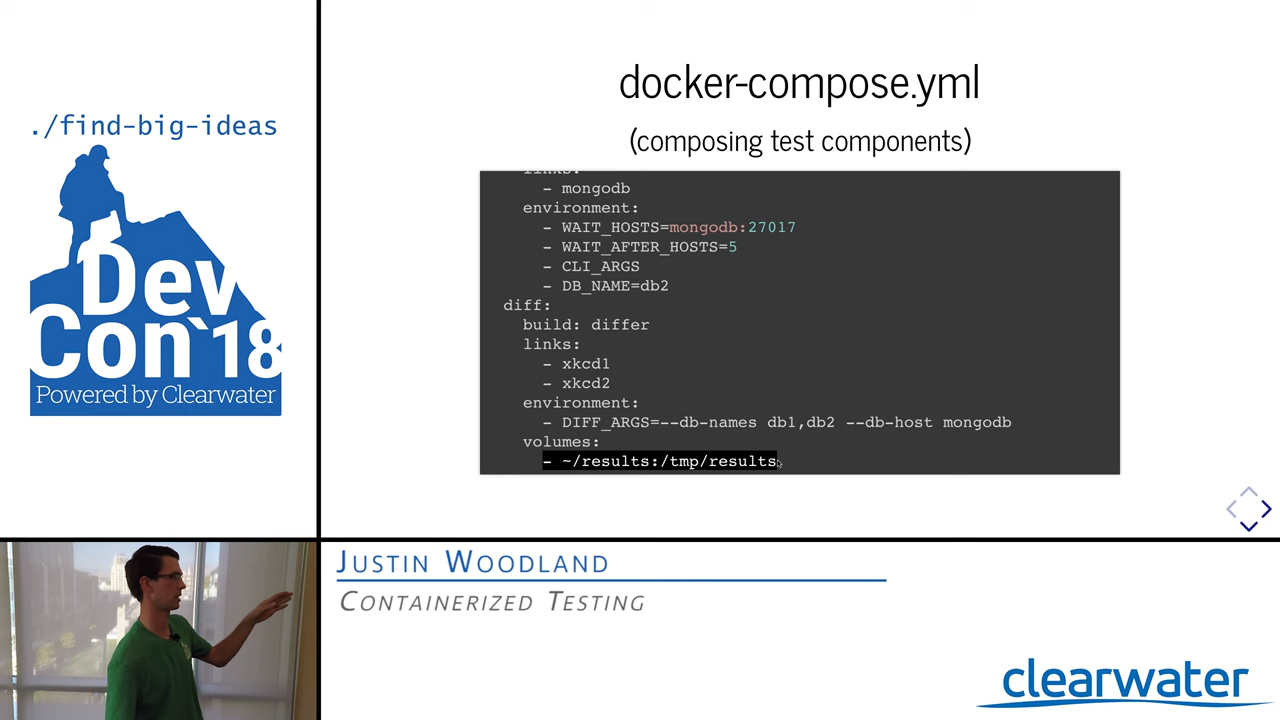 ./find-big-ideas
Dev
Con`18
Powered by Clearwater
docker-compose.yml
(composing test components)
links:
- mongodb
environment:
- WAIT_HOSTS=mongodb:27017
- WAIT_AFTER_HOSTS=5
- CLI_ARGS
- DB_NAME=db2
diff:
build: differ
links:
- xkcd1
- xkcd2
environment:
- DIFF_ARGS=--db-names db1,db2 --db-host mongodb
volumes:
- ~/results:/tmp/results
JUSTIN WOODLAND
CONTAINERIZED TESTING
clearwater